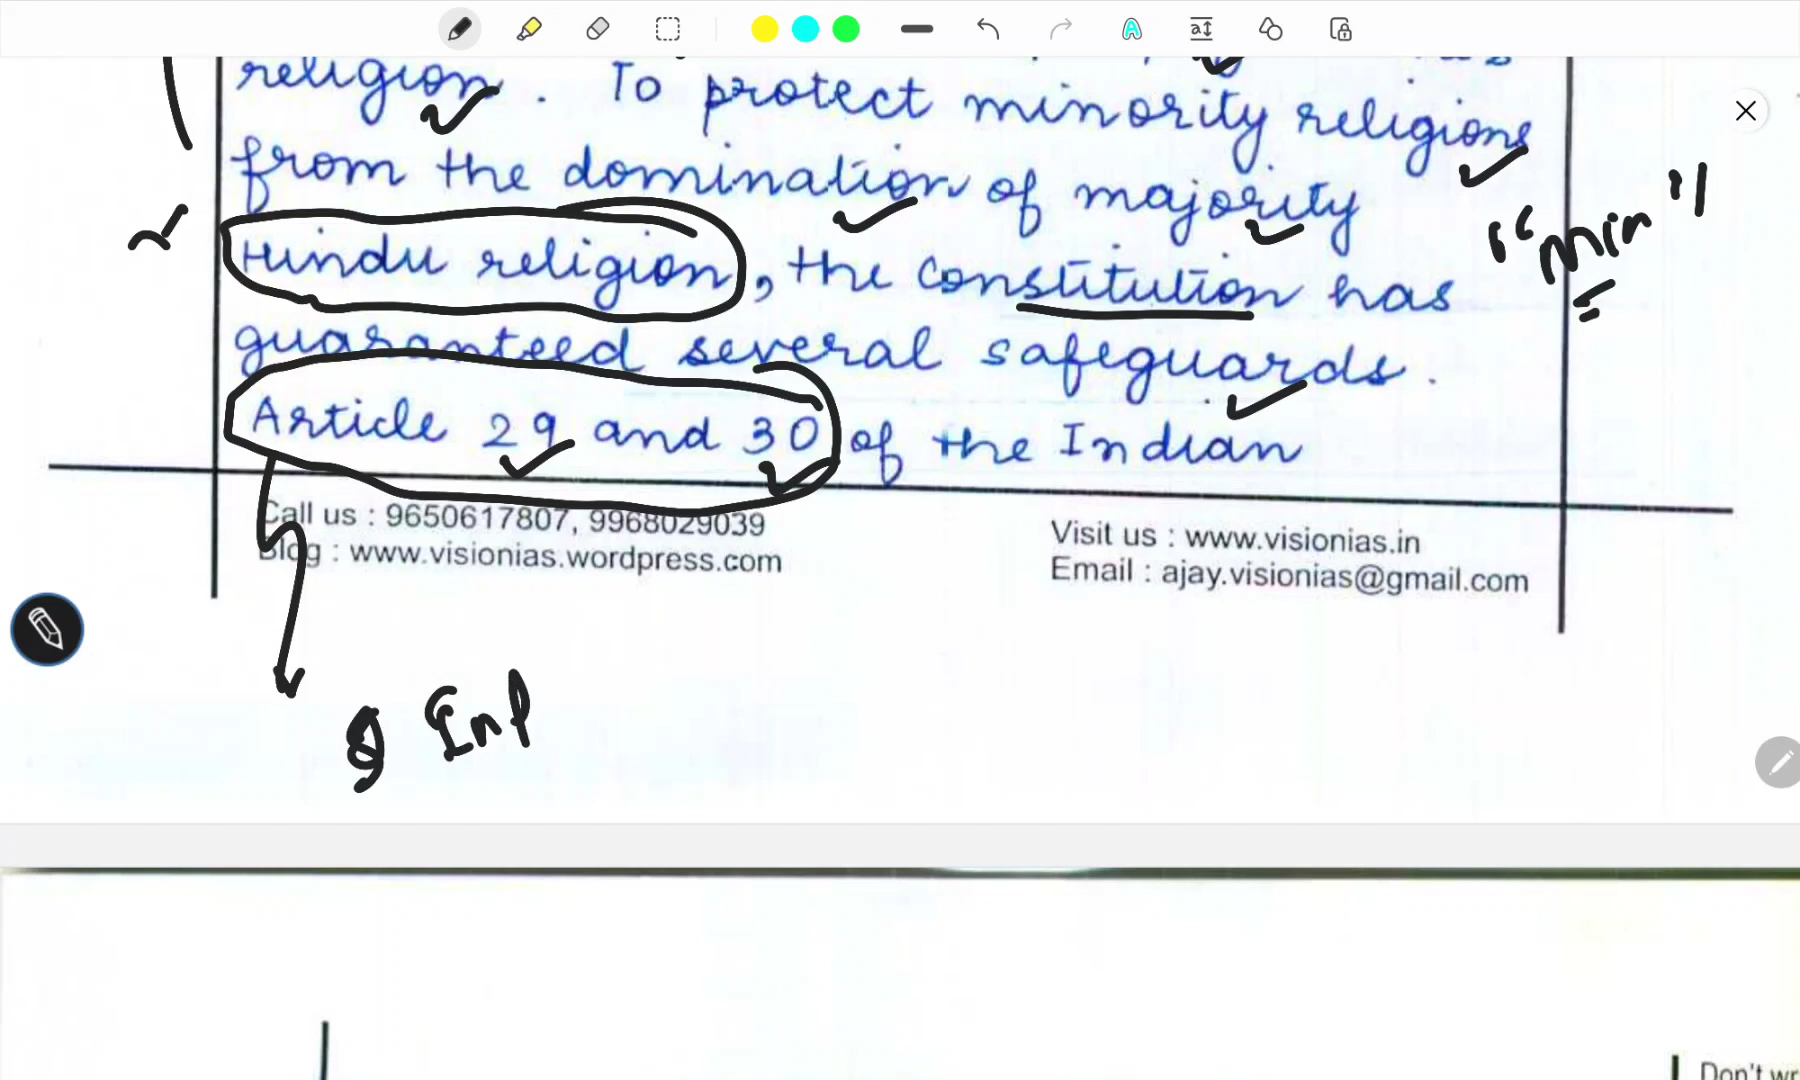 religion. To protect minority religions
from the domination of majority
"min"
Hindu religion, the constitution has
guaranteed several safeguards.
Article 29 and 30 of the Indian
Call us : 9650617807, 9968029039
Blog : www.visionias.wordpress.com
Visit us : www.visionias.in
Email : ajay.visionias@gmail.com
Imp
Don't wr